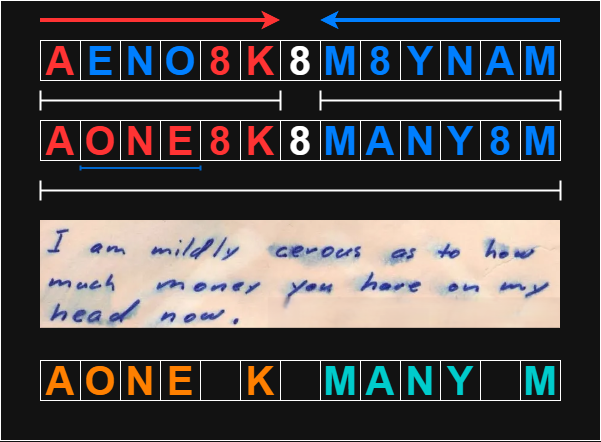 AENO8K8M8YNAM
AONE8K8MANY8M
I am mildly cerous as to how
much money you have on my
head now.
AONE K MANY M